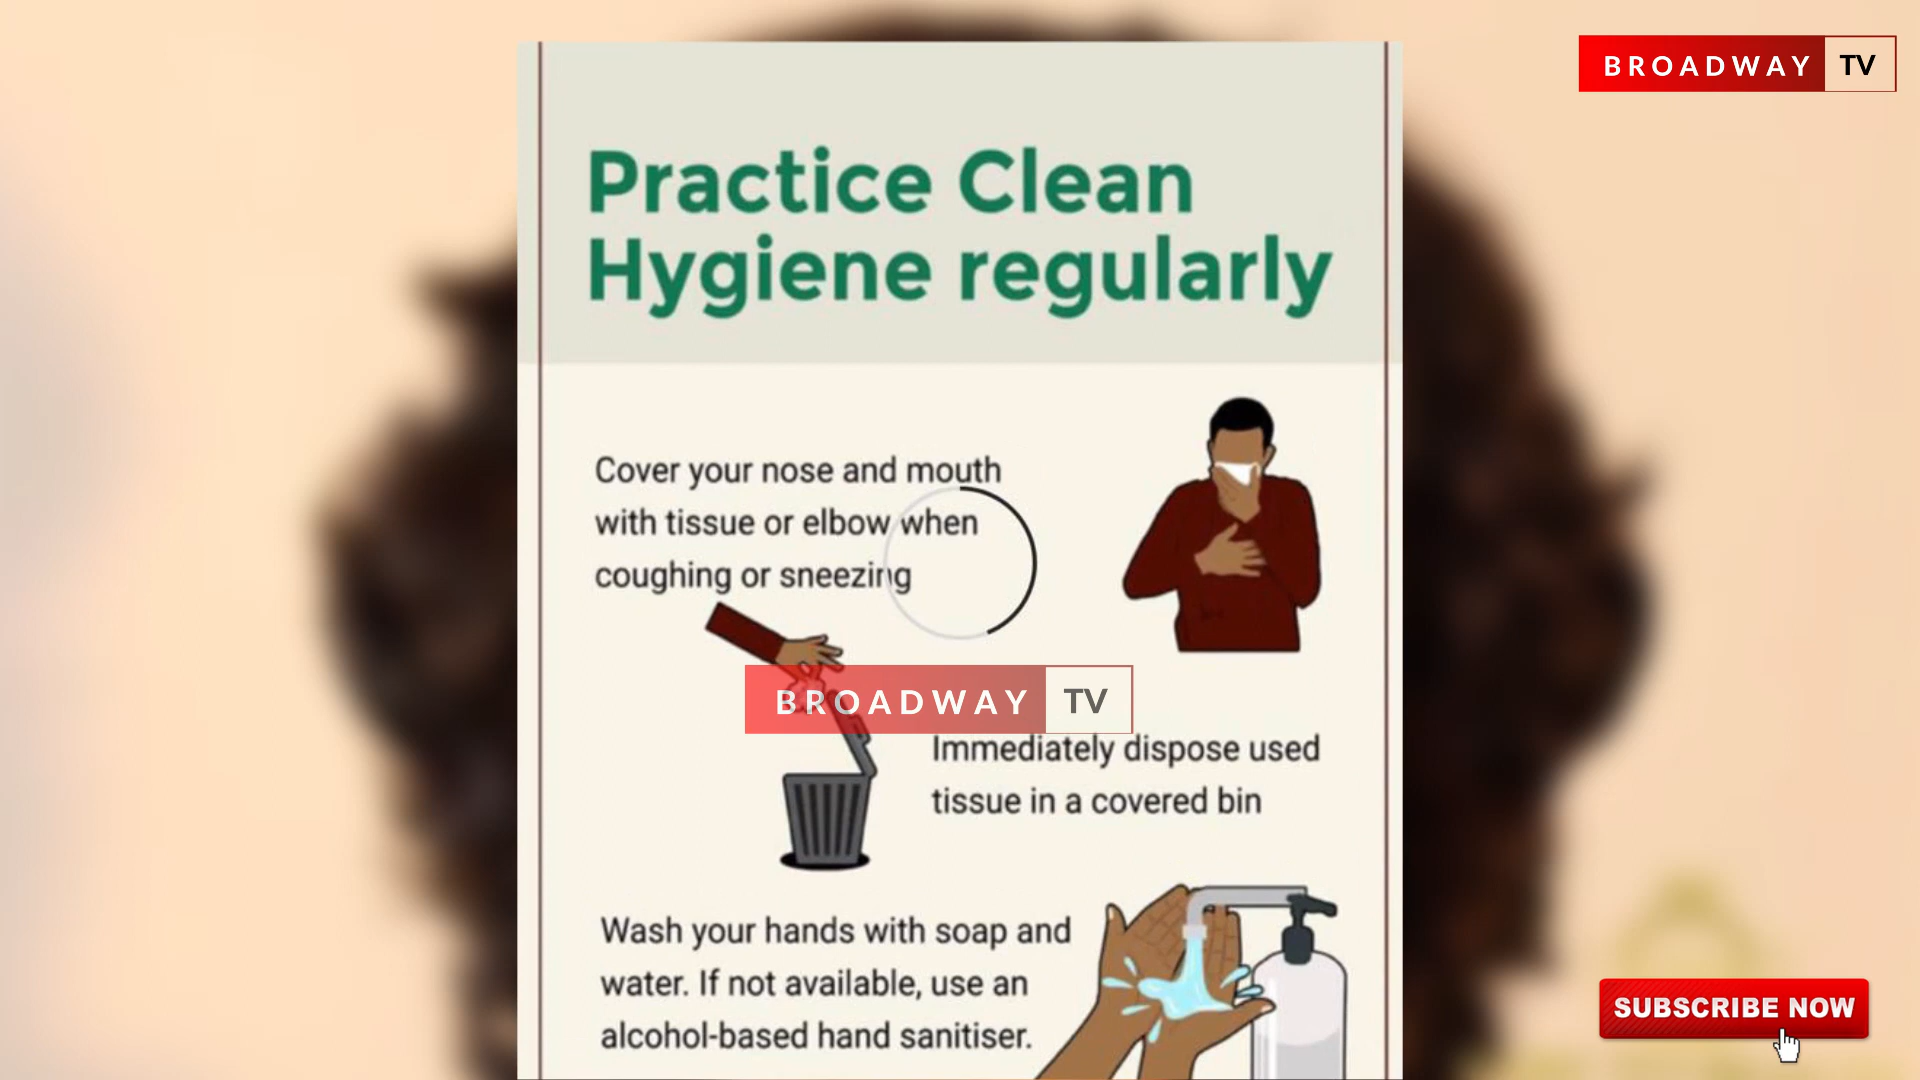 BROADWAY TV
Practice Clean
Hygiene regularly
Cover your nose and mouth
with tissue or elbow when
coughing or sneezing
BROADWAY TV
Immediately dispose used
tissue in a covered bin
Wash your hands with soap and
water. If not available, use an
alcohol-based hand sanitiser.
SUBSCRIBE NOW